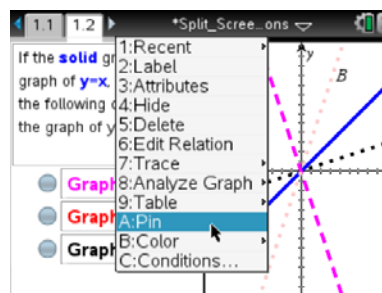 1.1 1.2 *Split_Scree...ons
If the solid gr
graph of y=x,
the following c
the graph of y
Graph
Graph
Graph
1:Recent
2:Label
3:Attributes
4:Hide
5:Delete
6:Edit Relation
7:Trace
8:Analyze Graph
9:Table
A:Pin
B:Color
C:Conditions...
y
B